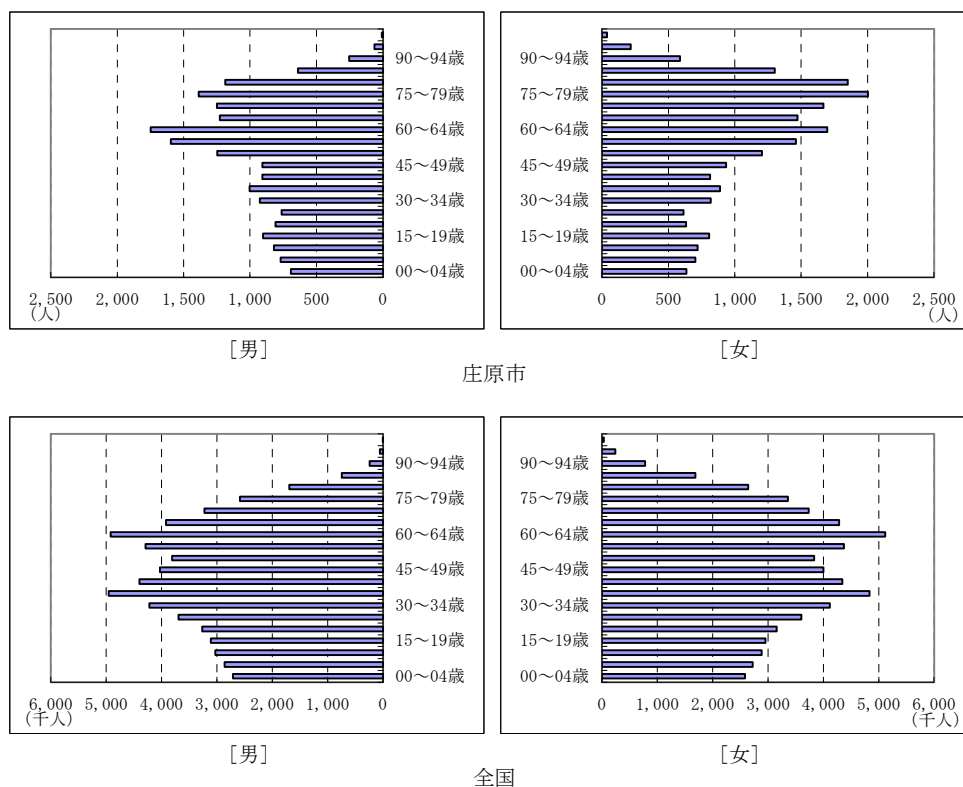 90～94歳
75～79歳
60～64歳
45～49歳
30～34歳
15～19歳
00～04歳
2,500 2,000 1,500 1,000 500 0
(人)
[男]
90～94歳
75～79歳
60～64歳
45～49歳
30～34歳
15～19歳
00～04歳
0 500 1,000 1,500 2,000 2,500
(人)
[女]
庄原市
90～94歳
75～79歳
60～64歳
45～49歳
30～34歳
15～19歳
00～04歳
6,000 5,000 4,000 3,000 2,000 1,000 0
(千人)
[男]
90～94歳
75～79歳
60～64歳
45～49歳
30～34歳
15～19歳
00～04歳
0 1,000 2,000 3,000 4,000 5,000 6,000
(千人)
[女]
全国